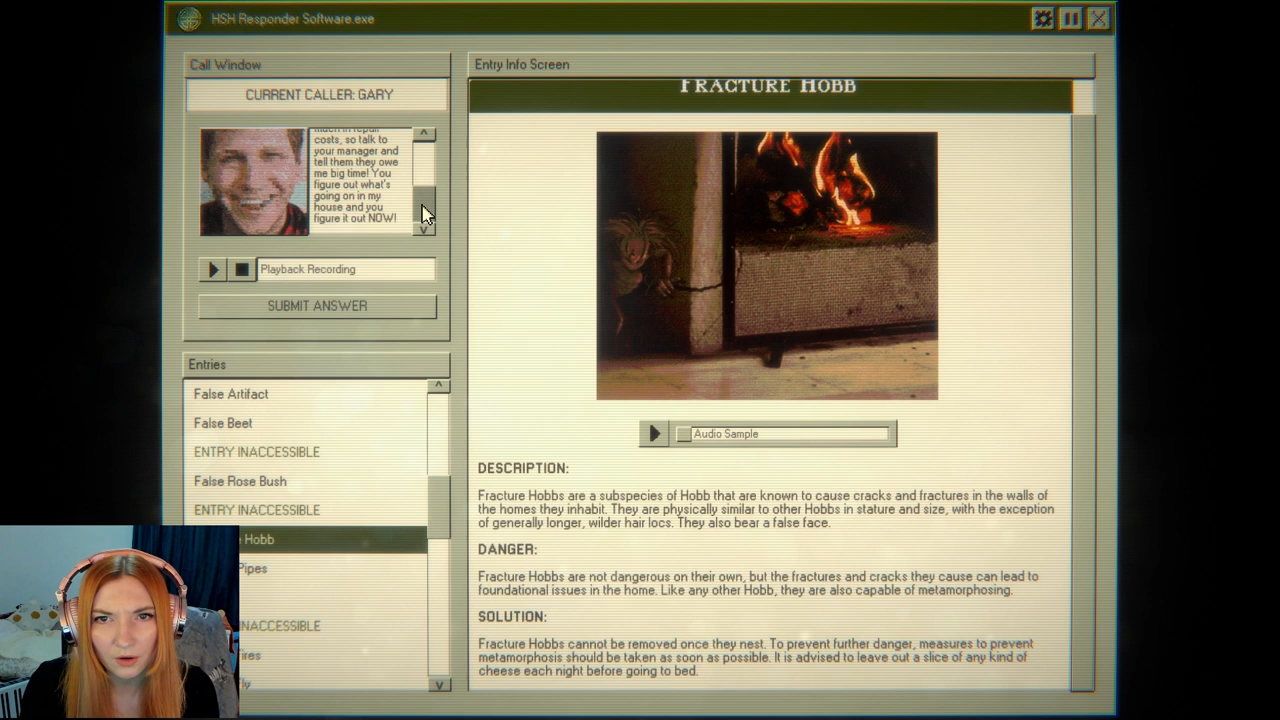 HSH Responder Software.exe
Call Window
CURRENT CALLER: GARY
much in repair
costs, so talk to
your manager and
tell them they owe
me big time! You
figure out what's
going on in my
house and you
figure it out NOW!
Playback Recording
SUBMIT ANSWER
Entries
False Artifact
False Beet
ENTRY INACCESSIBLE
False Rose Bush
ENTRY INACCESSIBLE
Hobb
Pipes
NACCESSIBLE
ires
ly
Entry Info Screen
FRACTURE HOBB
Audio Sample
DESCRIPTION:
Fracture Hobbs are a subspecies of Hobb that are known to cause cracks and fractures in the walls of
the homes they inhabit. They are physically similar to other Hobbs in stature and size, with the exception
of generally longer, wilder hair locs. They also bear a false face.
DANGER:
Fracture Hobbs are not dangerous on their own, but the fractures and cracks they cause can lead to
foundational issues in the home. Like any other Hobb, they are also capable of metamorphosing.
SOLUTION:
Fracture Hobbs cannot be removed once they nest. To prevent further danger, measures to prevent
metamorphosis should be taken as soon as possible. It is advised to leave out a slice of any kind of
cheese each night before going to bed.